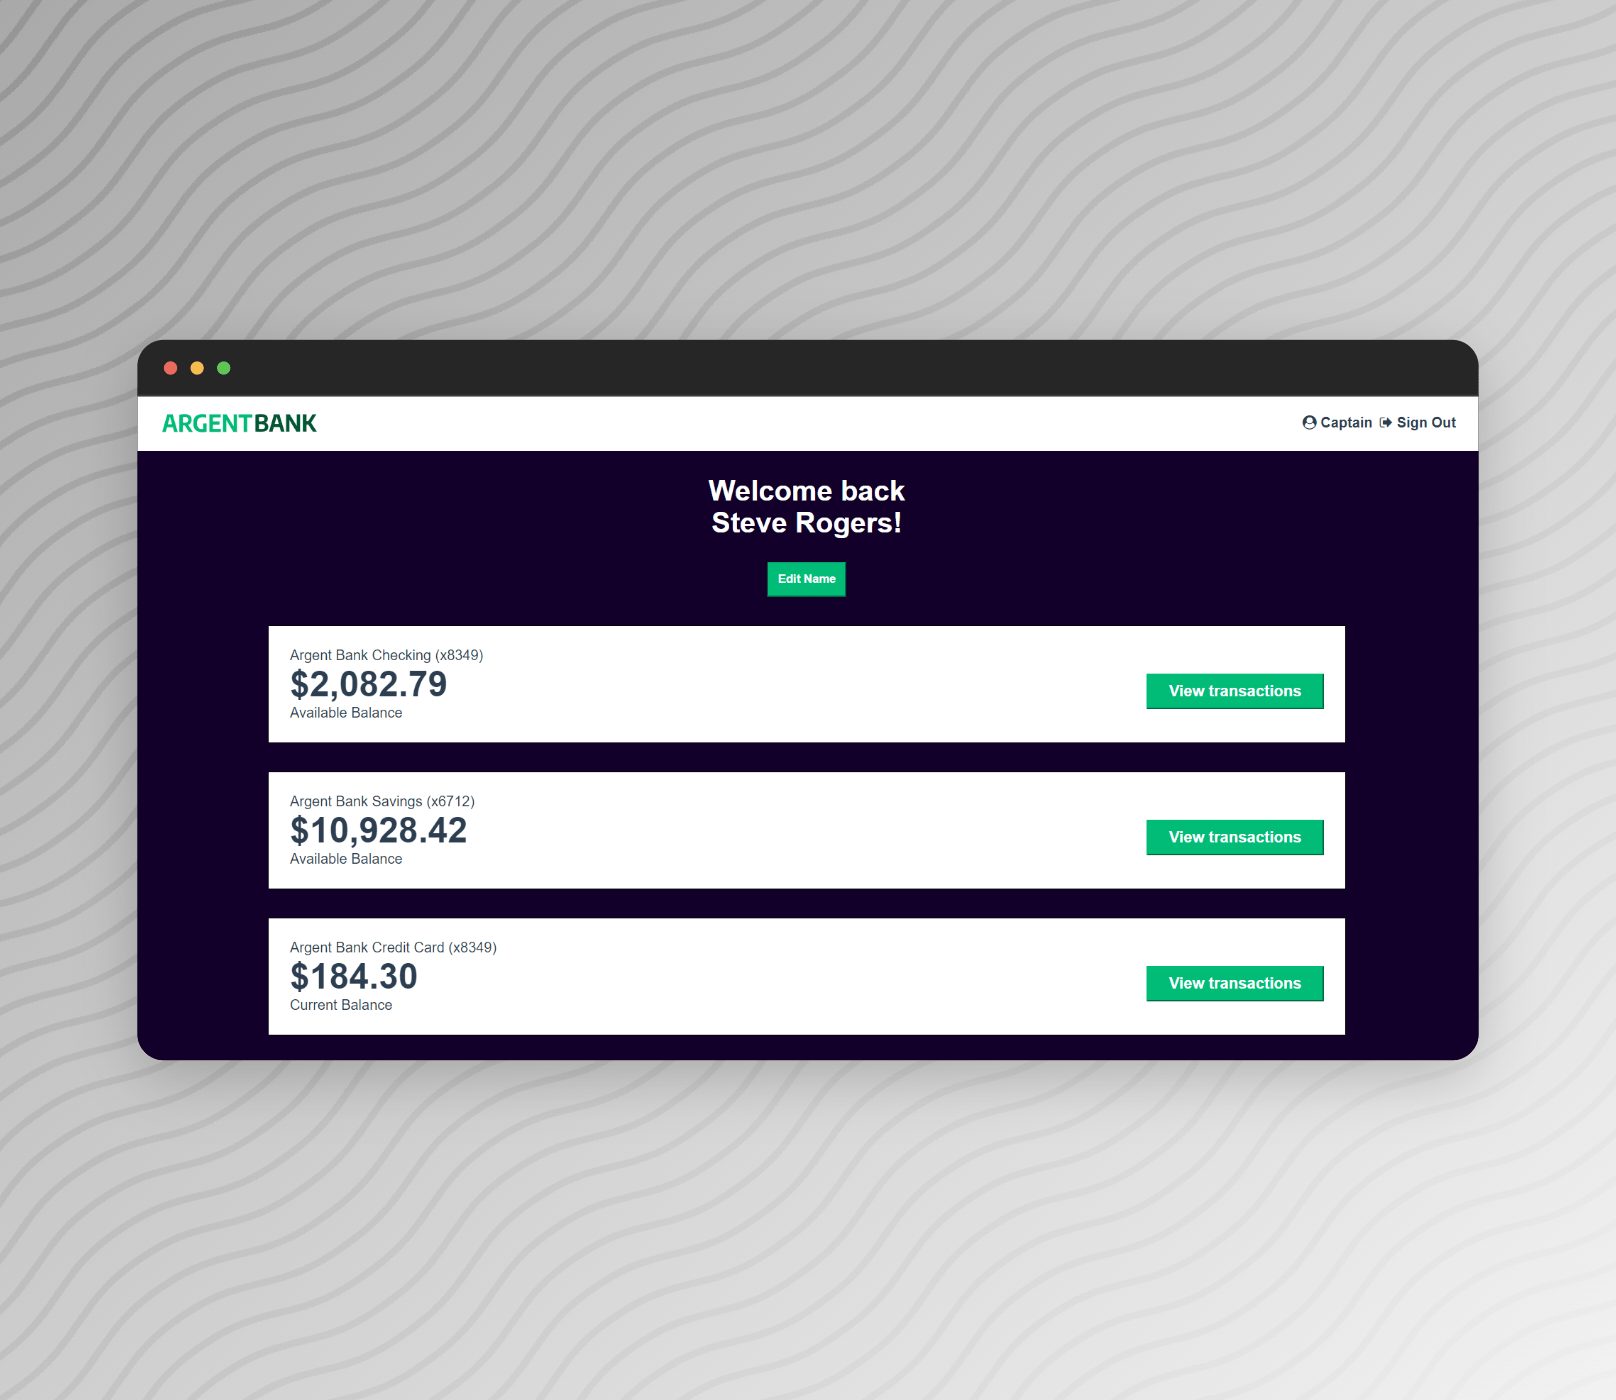 ARGENTBANK
Captain Sign Out
Welcome back
Steve Rogers!
Edit Name
Argent Bank Checking (x8349)
$2,082.79
Available Balance
View transactions
Argent Bank Savings (x6712)
$10,928.42
Available Balance
View transactions
Argent Bank Credit Card (x8349)
$184.30
Current Balance
View transactions